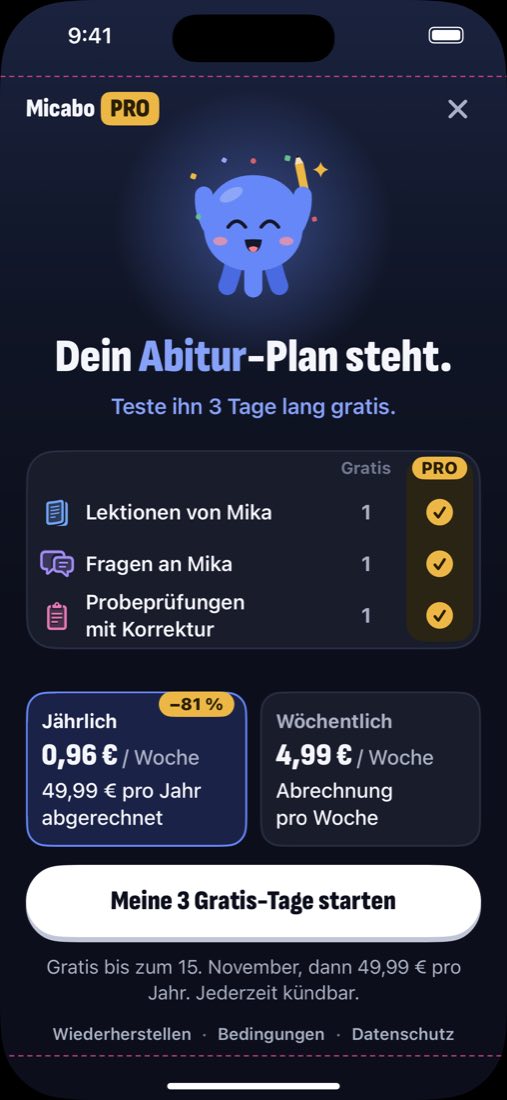 9:41
Micabo PRO
Dein Abitur-Plan steht.
Teste ihn 3 Tage lang gratis.
Gratis PRO
Lektionen von Mika 1
Fragen an Mika 1
Probeprüfungen
mit Korrektur 1
−81 %
Jährlich
0,96 € / Woche
49,99 € pro Jahr
abgerechnet
Wöchentlich
4,99 € / Woche
Abrechnung
pro Woche
Meine 3 Gratis-Tage starten
Gratis bis zum 15. November, dann 49,99 € pro
Jahr. Jederzeit kündbar.
Wiederherstellen · Bedingungen · Datenschutz